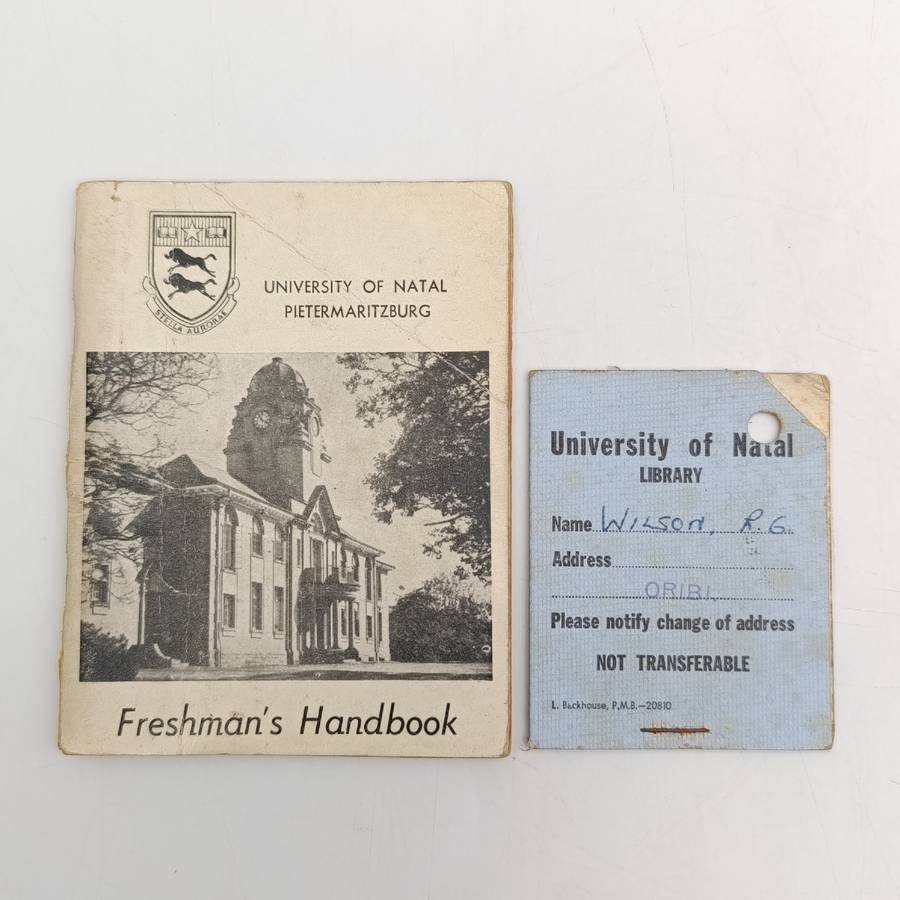 STELLA AURORAE
UNIVERSITY OF NATAL
PIETERMARITZBURG
Freshman's Handbook
University of Natal
LIBRARY
Name WILSON, R.G.
Address
ORIBI.
Please notify change of address
NOT TRANSFERABLE
L. Backhouse, P.M.B.—20810